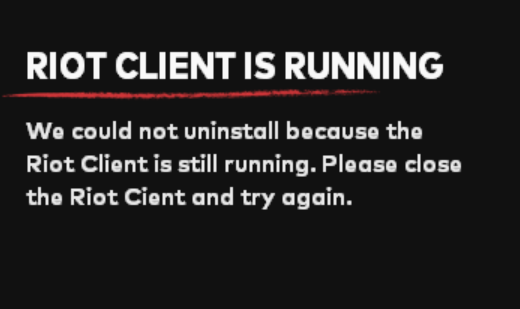 RIOT CLIENT IS RUNNING
We could not uninstall because the
Riot Client is still running. Please close
the Riot Cient and try again.